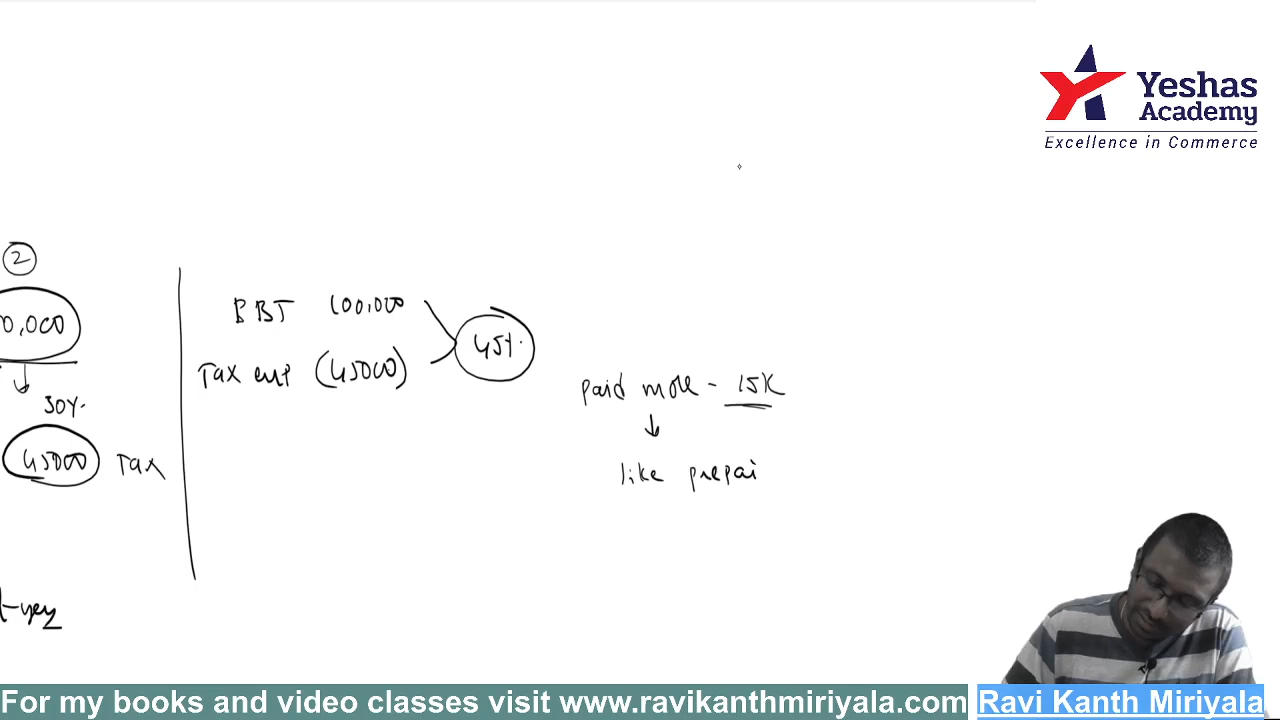 Yeshas
Academy
Excellence in Commerce
2
0,000
30%
45000 Tax
PBT 100,000
Tax exp (45000)
45%
paid more - 15K
like prepai
For my books and video classes visit www.ravikanthmiriyala.com Ravi Kanth Miriyala